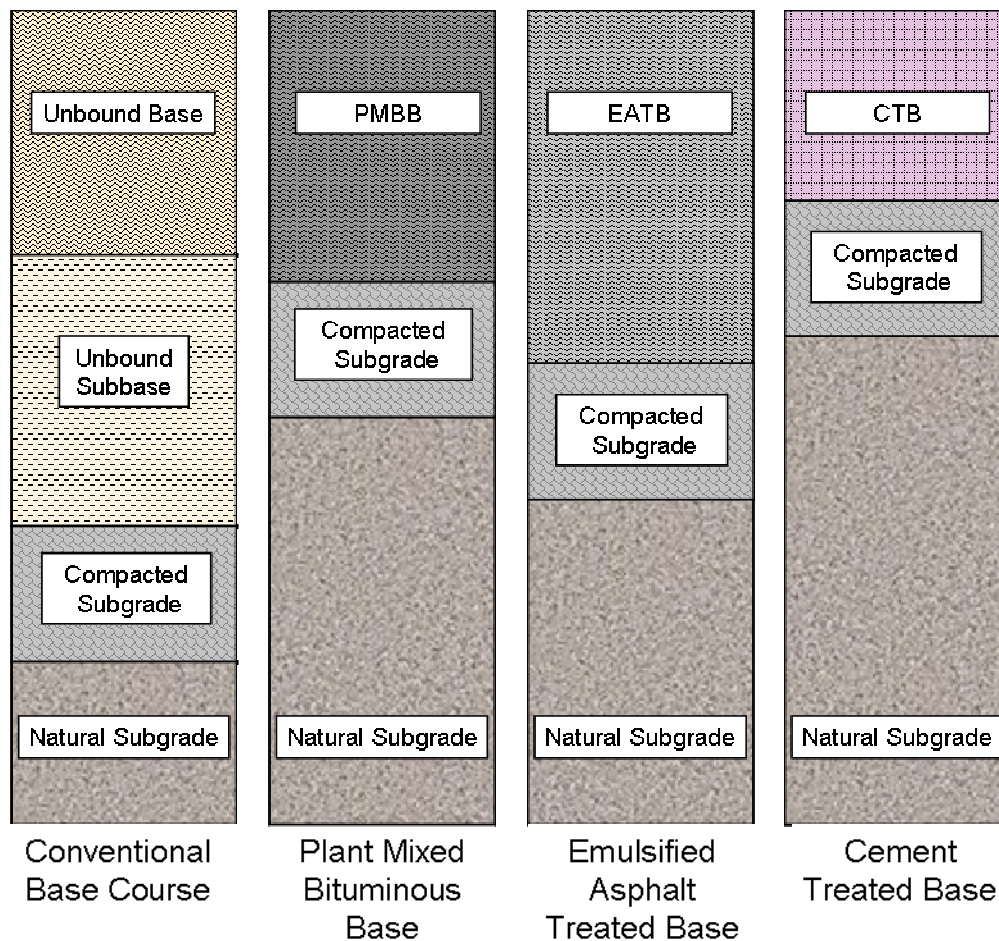 Unbound Base
Unbound
Subbase
Compacted
Subgrade
Natural Subgrade
Conventional
Base Course
PMBB
Compacted
Subgrade
Natural Subgrade
Plant Mixed
Bituminous
Base
EATB
Compacted
Subgrade
Natural Subgrade
Emulsified
Asphalt
Treated Base
CTB
Compacted
Subgrade
Natural Subgrade
Cement
Treated Base